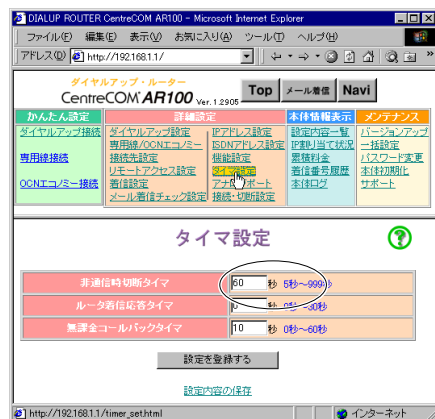 DIALUP ROUTER CentreCOM AR100 - Microsoft Internet Explorer
ファイル(F) 編集(E) 表示(V) お気に入り(A) ツール(T) ヘルプ(H)
アドレス(D) http://192.168.1.1/
ダイヤルアップ・ルーター
CentreCOM AR100 Ver. 1.2905 Top メール着信 Navi
かんたん設定 詳細設定 本体情報表示 メンテナンス
ダイヤルアップ接続 ダイヤルアップ設定 IPアドレス設定 設定内容一覧 バージョンアップ
専用線/OCNエコノミー ISDNアドレス設定 IP割り当て状況 一括設定
専用線接続 接続先設定 機能設定 累積料金 パスワード変更
リモートアクセス設定 タイマ設定 着信番号履歴 本体初期化
OCNエコノミー接続 着信設定 アナログポート 本体ログ サポート
メール着信チェック設定 接続・切断設定
タイマ設定 ?
非通信時切断タイマ 60 秒 5秒~999秒
ルータ着信応答タイマ 秒 0秒~30秒
無課金コールバックタイマ 10 秒 0秒~60秒
設定を登録する
設定内容の保存
http://192.168.1.1/timer_set.html インターネット